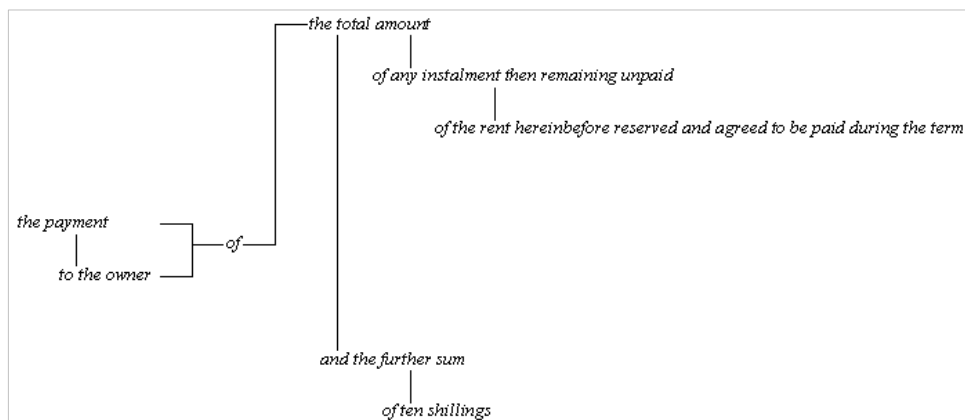 the total amount
of any instalment then remaining unpaid
of the rent hereinbefore reserved and agreed to be paid during the term
the payment
of
to the owner
and the further sum
of ten shillings